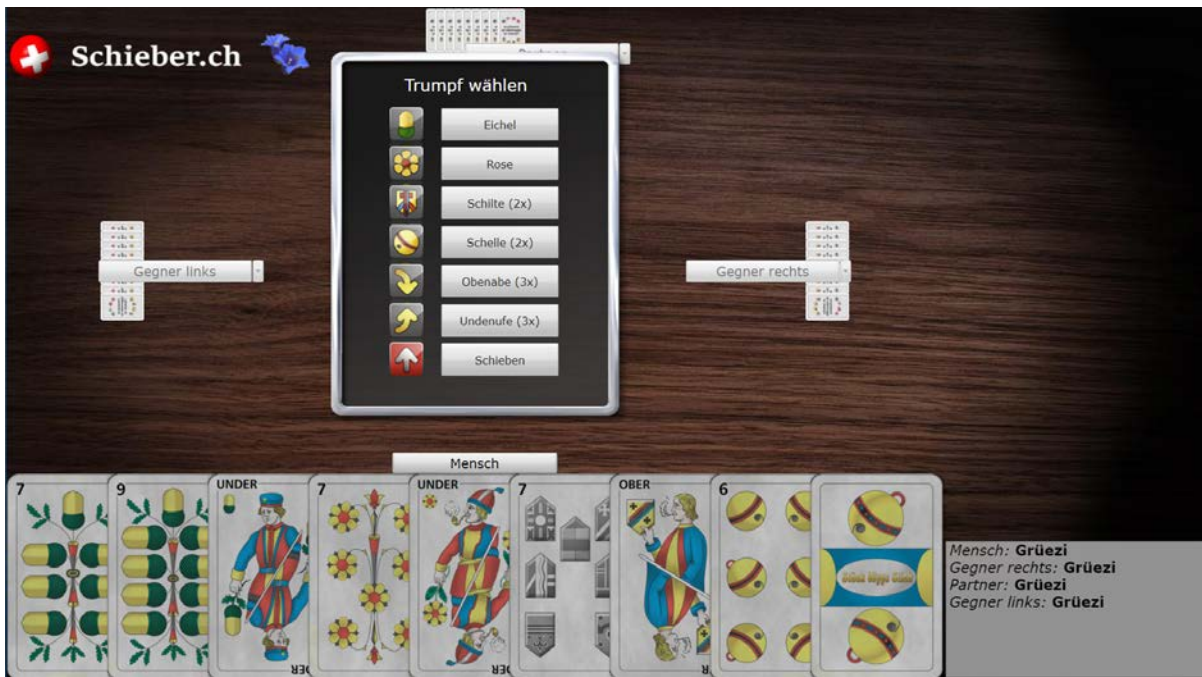 Schieber.ch
Trumpf wählen
Eichel
Rose
Schilte (2x)
Schelle (2x)
Obenabe (3x)
Undenufe (3x)
Schieben
Gegner links
Gegner rechts
Mensch
7
9
UNDER
7
UNDER
7
OBER
6
Mensch: Grüezi
Gegner rechts: Grüezi
Partner: Grüezi
Gegner links: Grüezi